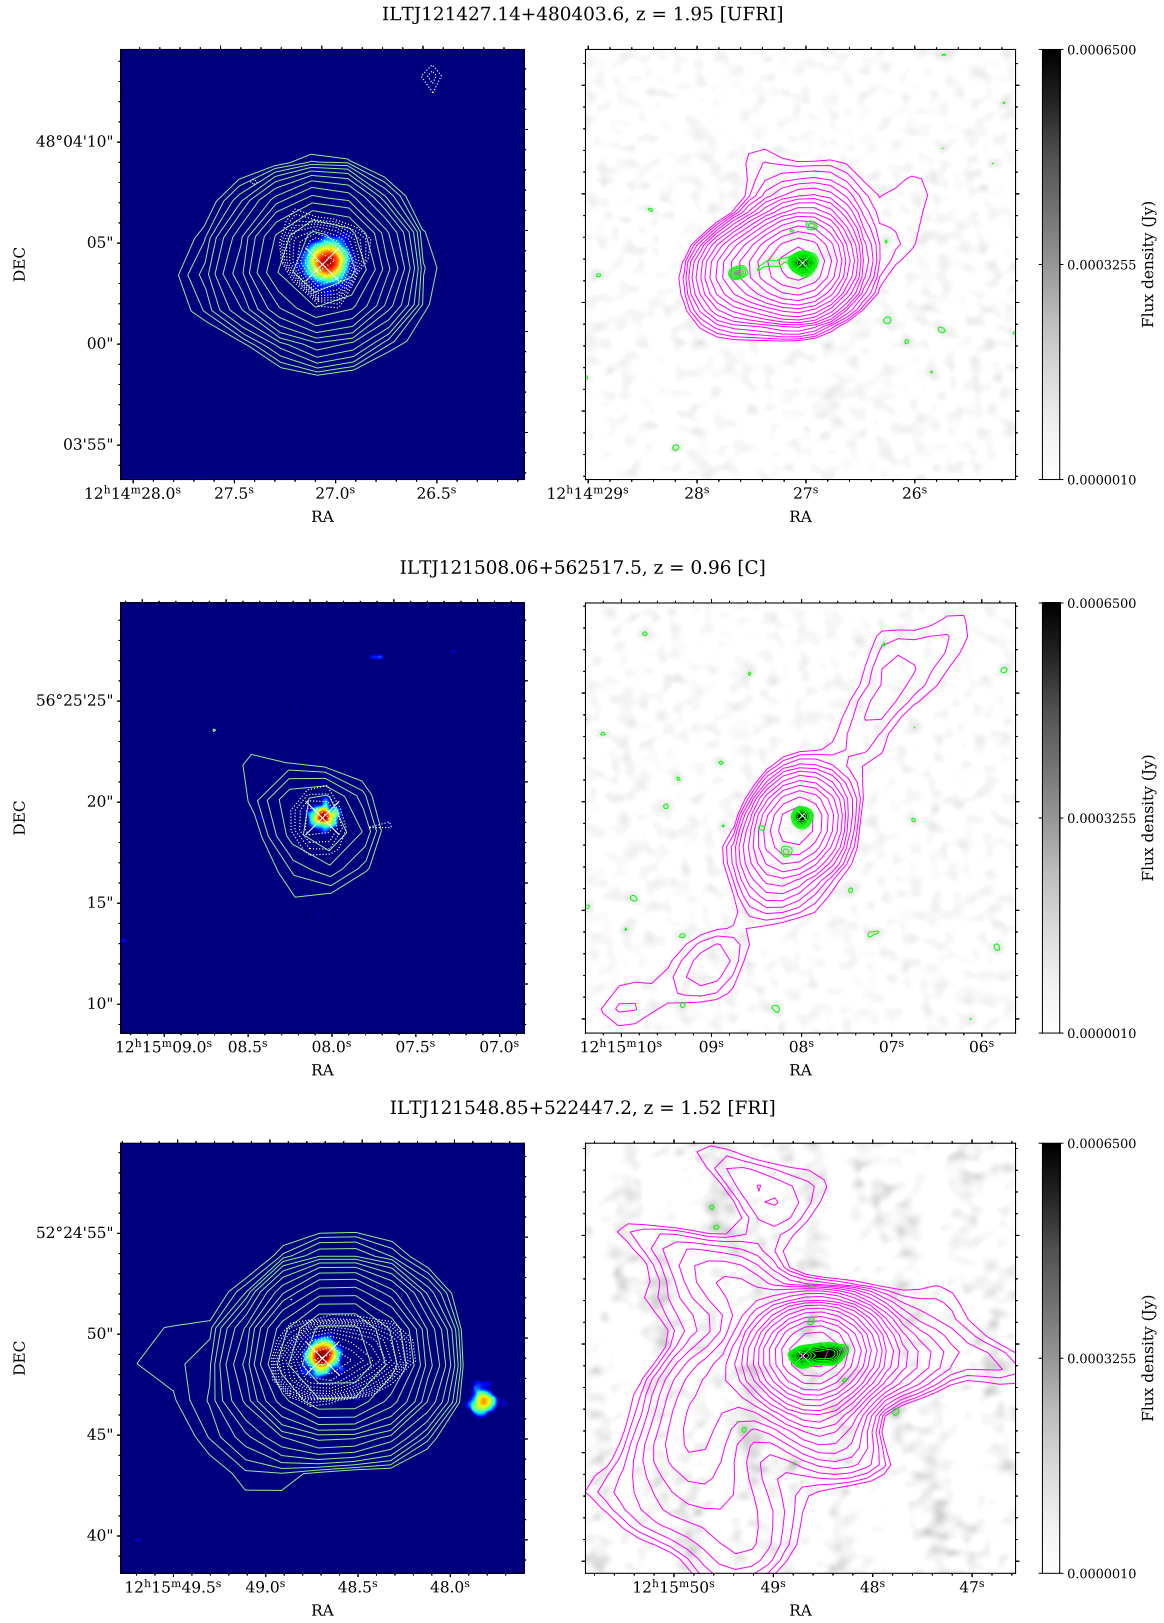 ILTJ121427.14+480403.6, z = 1.95 [UFRI]
48°04'10"
05"
00"
03'55"
DEC
12ʰ14ᵐ28.0ˢ 27.5ˢ 27.0ˢ 26.5ˢ
RA
12ʰ14ᵐ29ˢ 28ˢ 27ˢ 26ˢ
RA
0.0006500
0.0003255
0.0000010
Flux density (Jy)
ILTJ121508.06+562517.5, z = 0.96 [C]
56°25'25"
20"
15"
10"
DEC
12ʰ15ᵐ09.0ˢ 08.5ˢ 08.0ˢ 07.5ˢ 07.0ˢ
RA
12ʰ15ᵐ10ˢ 09ˢ 08ˢ 07ˢ 06ˢ
RA
0.0006500
0.0003255
0.0000010
Flux density (Jy)
ILTJ121548.85+522447.2, z = 1.52 [FRI]
52°24'55"
50"
45"
40"
DEC
12ʰ15ᵐ49.5ˢ 49.0ˢ 48.5ˢ 48.0ˢ
RA
12ʰ15ᵐ50ˢ 49ˢ 48ˢ 47ˢ
RA
0.0006500
0.0003255
0.0000010
Flux density (Jy)